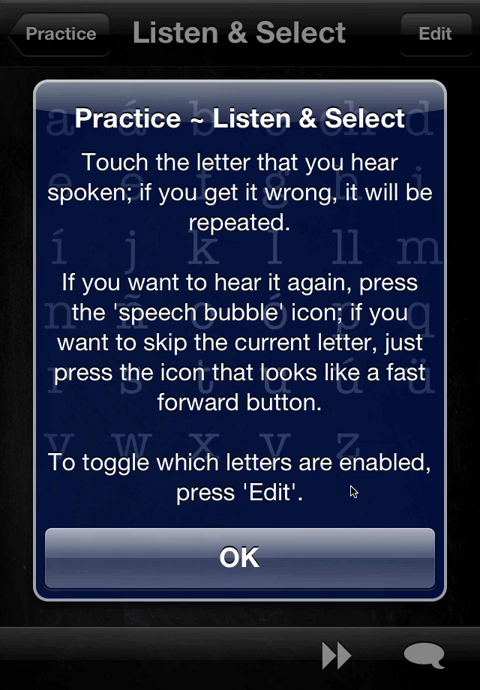 Practice Listen & Select Edit
Practice ~ Listen & Select
Touch the letter that you hear
spoken; if you get it wrong, it will be
repeated.
If you want to hear it again, press
the 'speech bubble' icon; if you
want to skip the current letter, just
press the icon that looks like a fast
forward button.
To toggle which letters are enabled,
press 'Edit'.
OK
a á b c ch d
e é f g h i
í j k l ll m
n ñ o ó p q
r s t u ú ü
v w x y z